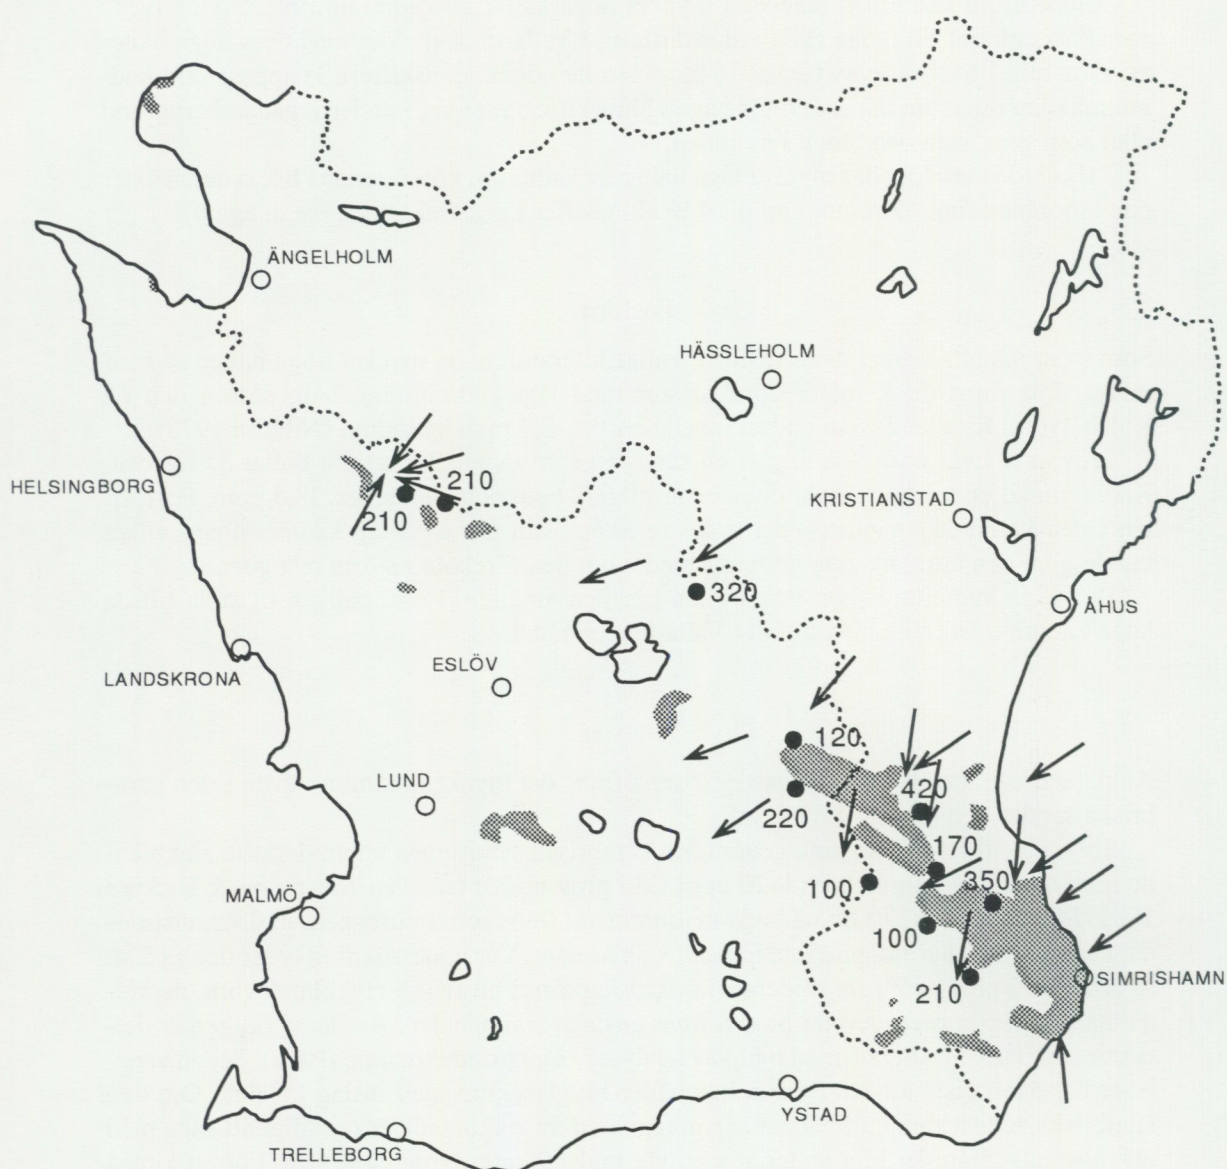 ÄNGELHOLM
HÄSSLEHOLM
HELSINGBORG
210
210
KRISTIANSTAD
320
ÅHUS
ESLÖV
LANDSKRONA
120
420
LUND
220
170
350
100
MALMÖ
100
SIMRISHAMN
210
YSTAD
TRELLEBORG